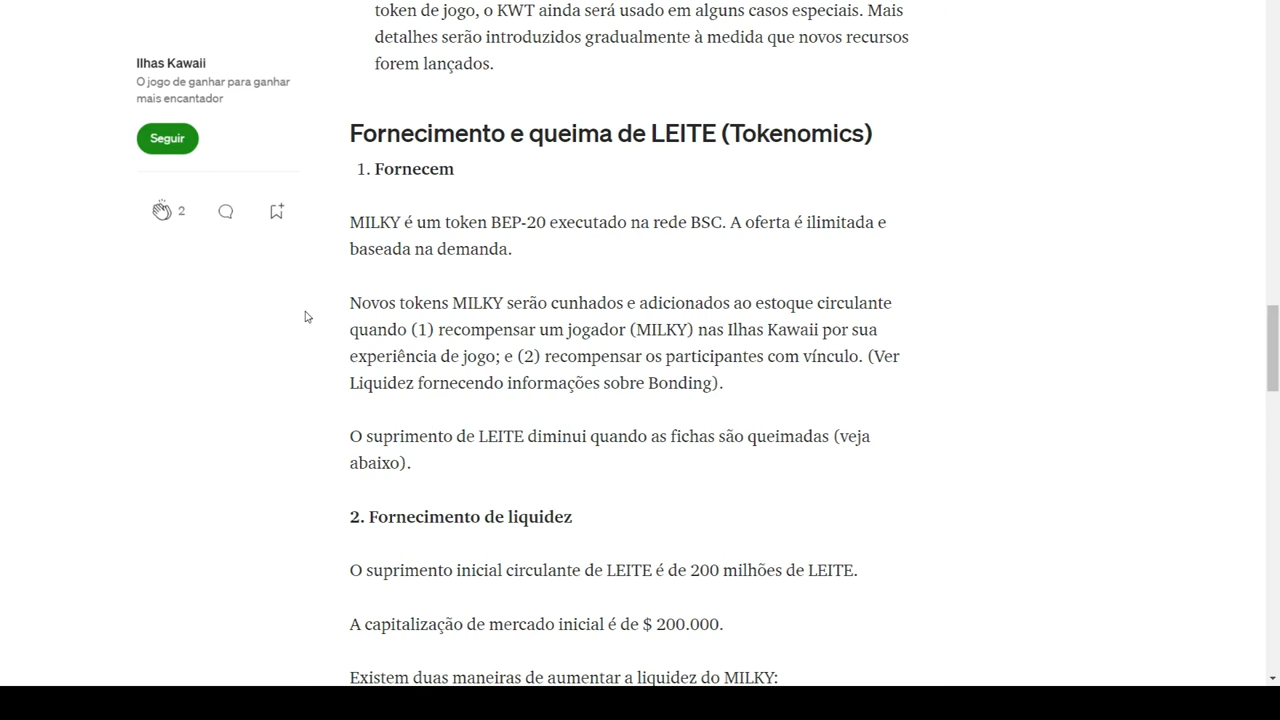 token de jogo, o KWT ainda será usado em alguns casos especiais. Mais
detalhes serão introduzidos gradualmente à medida que novos recursos
forem lançados.
Ilhas Kawaii
O jogo de ganhar para ganhar
mais encantador
Seguir
2
Fornecimento e queima de LEITE (Tokenomics)
1. Fornecem
MILKY é um token BEP-20 executado na rede BSC. A oferta é ilimitada e
baseada na demanda.
Novos tokens MILKY serão cunhados e adicionados ao estoque circulante
quando (1) recompensar um jogador (MILKY) nas Ilhas Kawaii por sua
experiência de jogo; e (2) recompensar os participantes com vínculo. (Ver
Liquidez fornecendo informações sobre Bonding).
O suprimento de LEITE diminui quando as fichas são queimadas (veja
abaixo).
2. Fornecimento de liquidez
O suprimento inicial circulante de LEITE é de 200 milhões de LEITE.
A capitalização de mercado inicial é de $ 200.000.
Existem duas maneiras de aumentar a liquidez do MILKY: